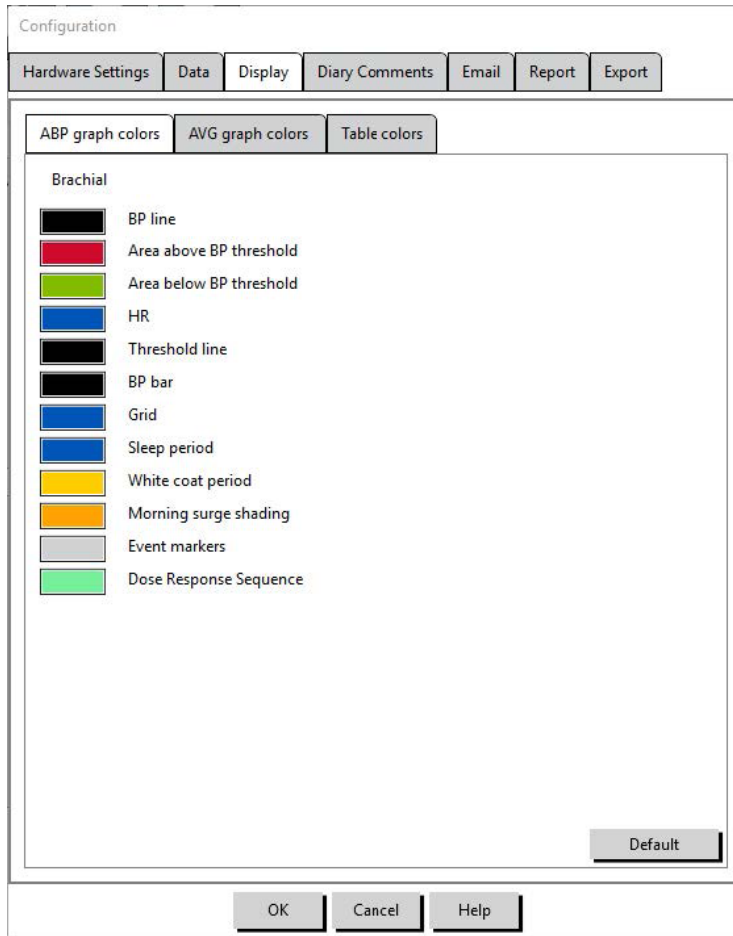 Configuration
Hardware Settings Data Display Diary Comments Email Report Export
ABP graph colors AVG graph colors Table colors
Brachial
BP line
Area above BP threshold
Area below BP threshold
HR
Threshold line
BP bar
Grid
Sleep period
White coat period
Morning surge shading
Event markers
Dose Response Sequence
Default
OK Cancel Help